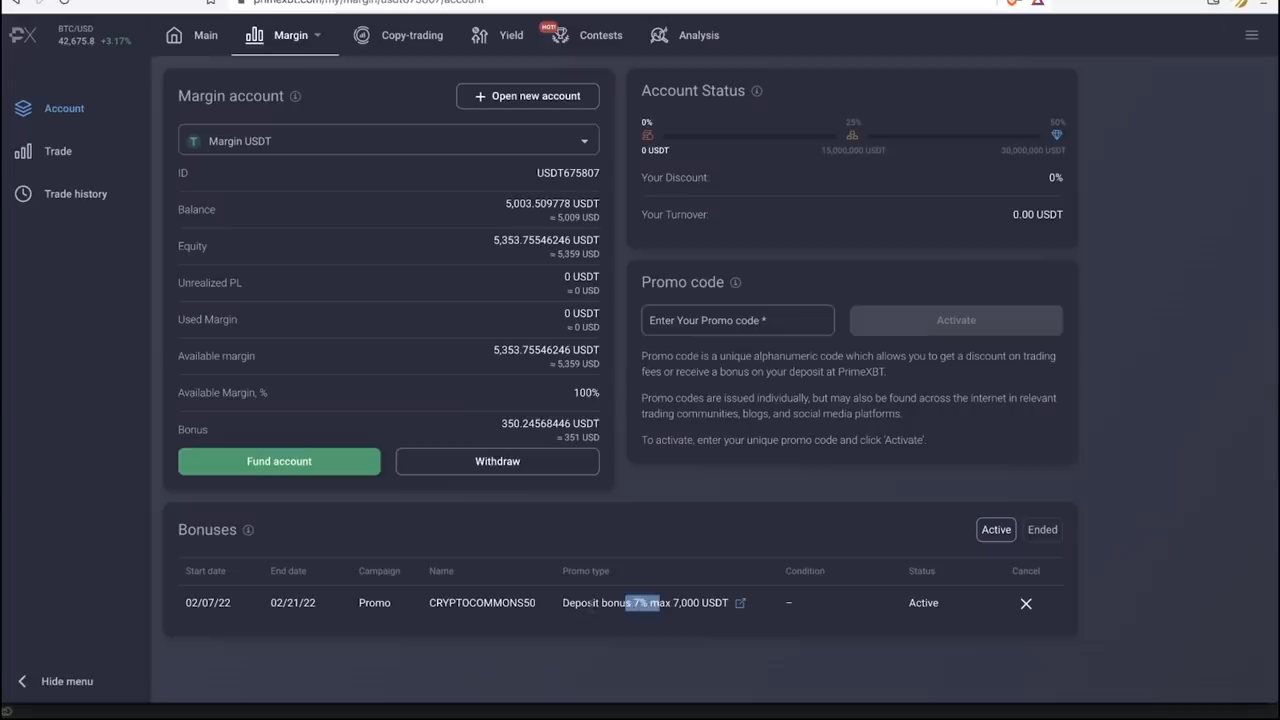 primexbt.com/my/margin/usdt675807/account
PX
BTC/USD
42,675.8 +3.17%
Main
Margin
Copy-trading
Yield
HOT!
Contests
Analysis
Account
Trade
Trade history
Hide menu
Margin account
+ Open new account
Margin USDT
ID USDT675807
Balance 5,003.509778 USDT
≈ 5,009 USD
Equity 5,353.75546246 USDT
≈ 5,359 USD
Unrealized PL 0 USDT
≈ 0 USD
Used Margin 0 USDT
≈ 0 USD
Available margin 5,353.75546246 USDT
≈ 5,359 USD
Available Margin, % 100%
Bonus 350.24568446 USDT
≈ 351 USD
Fund account Withdraw
Account Status
0% 25% 50%
0 USDT 15,000,000 USDT 30,000,000 USDT
Your Discount: 0%
Your Turnover: 0.00 USDT
Promo code
Enter Your Promo code * Activate
Promo code is a unique alphanumeric code which allows you to get a discount on trading
fees or receive a bonus on your deposit at PrimeXBT.
Promo codes are issued individually, but may also be found across the internet in relevant
trading communities, blogs, and social media platforms.
To activate, enter your unique promo code and click 'Activate'.
Bonuses Active Ended
Start date End date Campaign Name Promo type Condition Status Cancel
02/07/22 02/21/22 Promo CRYPTOCOMMONS50 Deposit bonus 7% max 7,000 USDT – Active